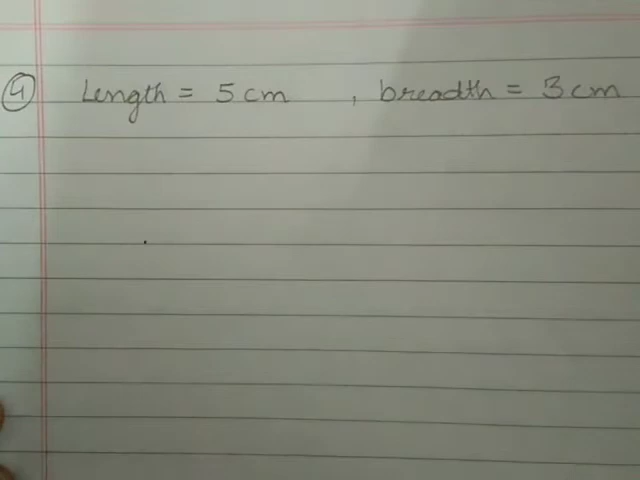 ④ Length = 5 cm , breadth = 3 cm